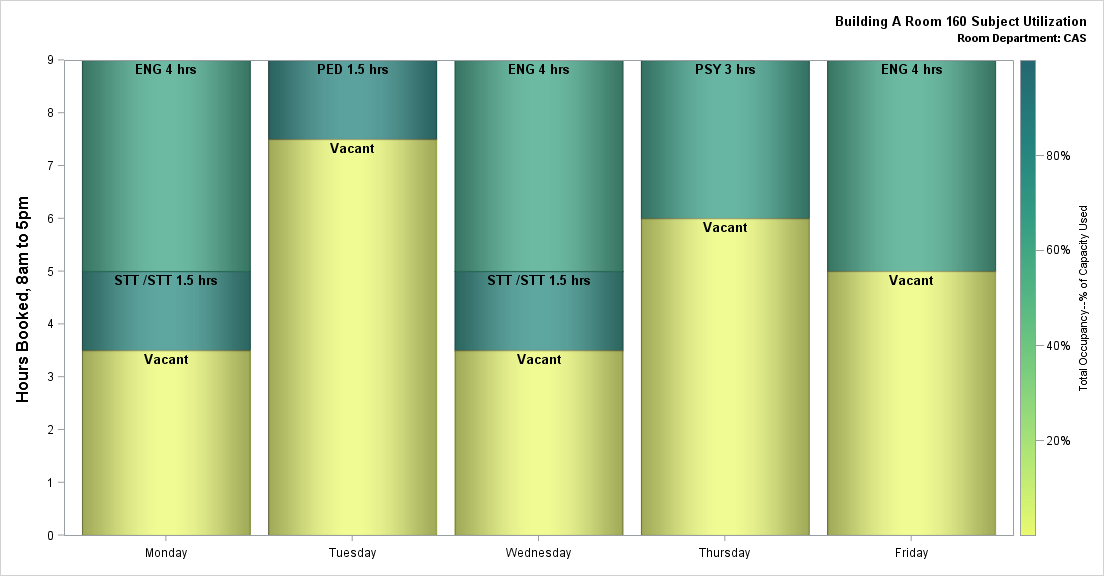 Building A Room 160 Subject Utilization
Room Department: CAS
Hours Booked, 8am to 5pm
9
8
7
6
5
4
3
2
1
0
ENG 4 hrs
STT /STT 1.5 hrs
Vacant
PED 1.5 hrs
Vacant
ENG 4 hrs
STT /STT 1.5 hrs
Vacant
PSY 3 hrs
Vacant
ENG 4 hrs
Vacant
Monday
Tuesday
Wednesday
Thursday
Friday
80%
60%
40%
20%
Total Occupancy--% of Capacity Used